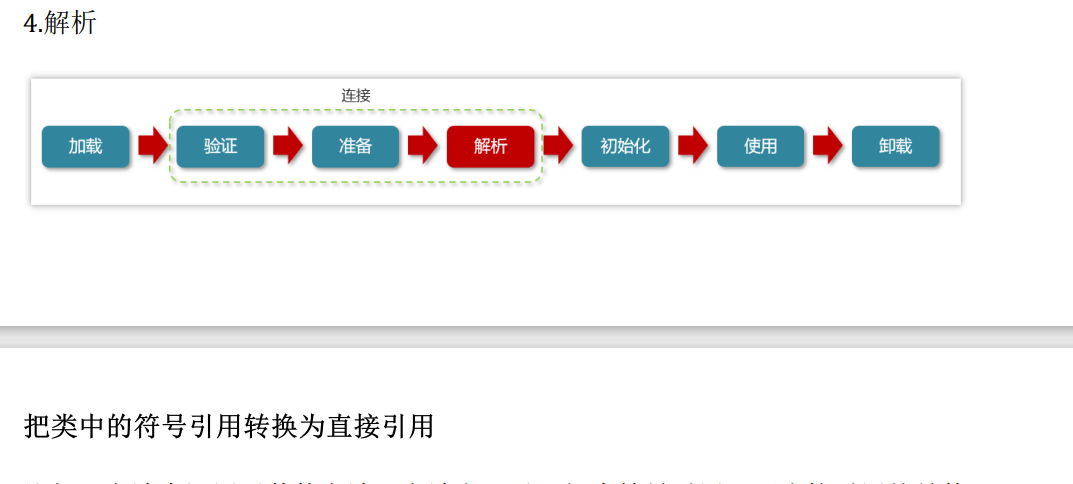 4.解析
连接
加载
验证
准备
解析
初始化
使用
卸载
把类中的符号引用转换为直接引用